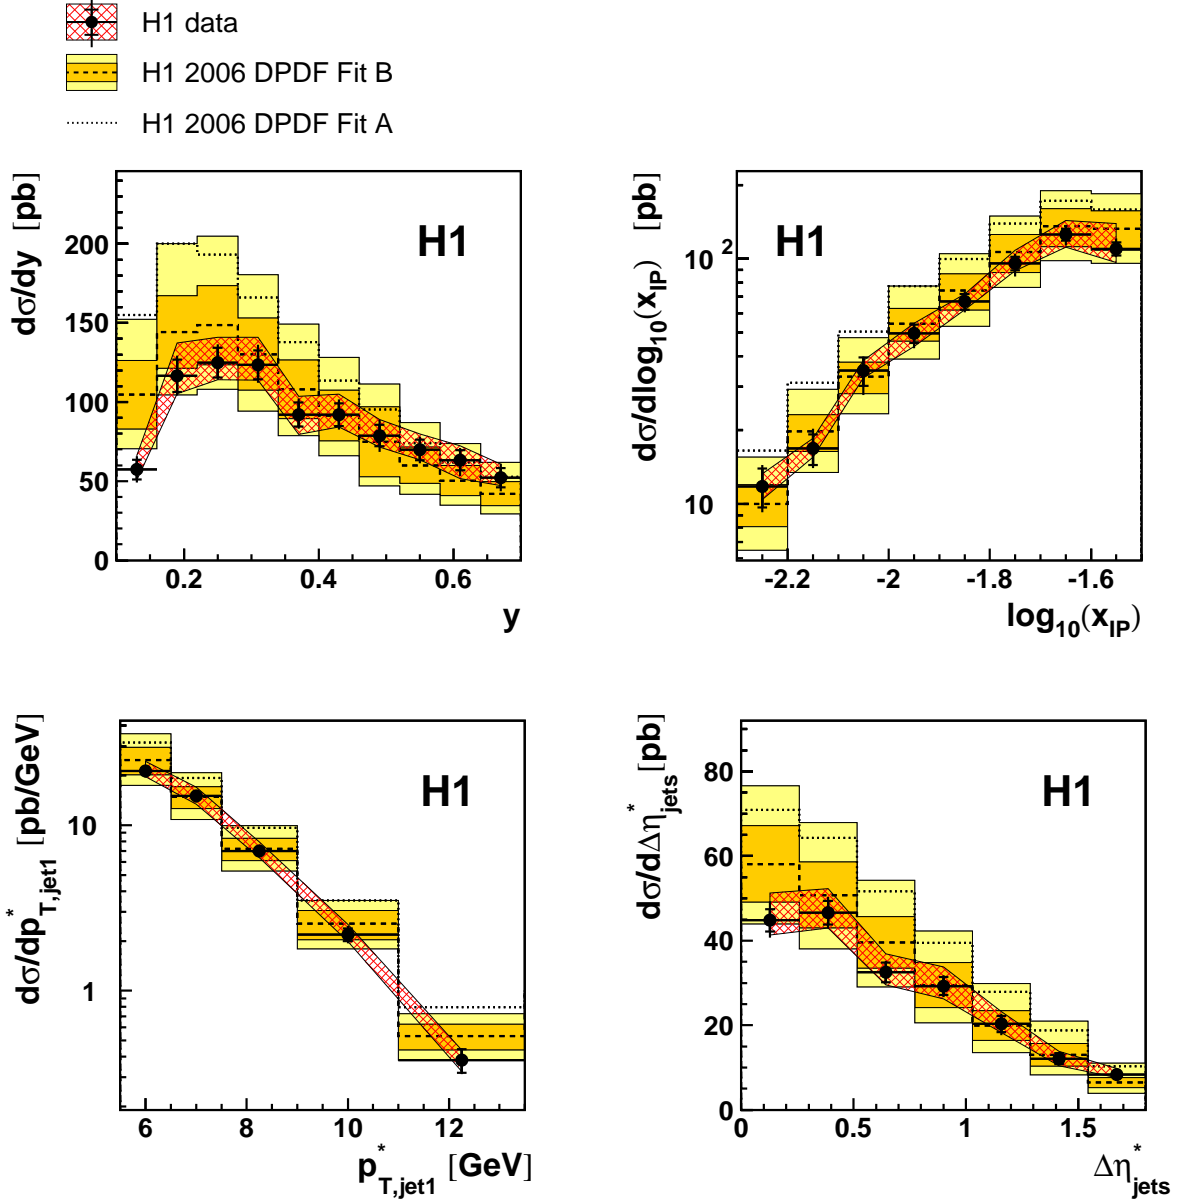 H1 data
H1 2006 DPDF Fit B
H1 2006 DPDF Fit A
dσ/dy [pb]
H1
200
150
100
50
0
0.2 0.4 0.6
y
dσ/dlog10(xIP) [pb]
H1
10^2
10
-2.2 -2 -1.8 -1.6
log10(xIP)
dσ/dp*T,jet1 [pb/GeV]
H1
10
1
6 8 10 12
p*T,jet1 [GeV]
dσ/dΔη*jets [pb]
H1
80
60
40
20
0
0 0.5 1 1.5
Δη*jets